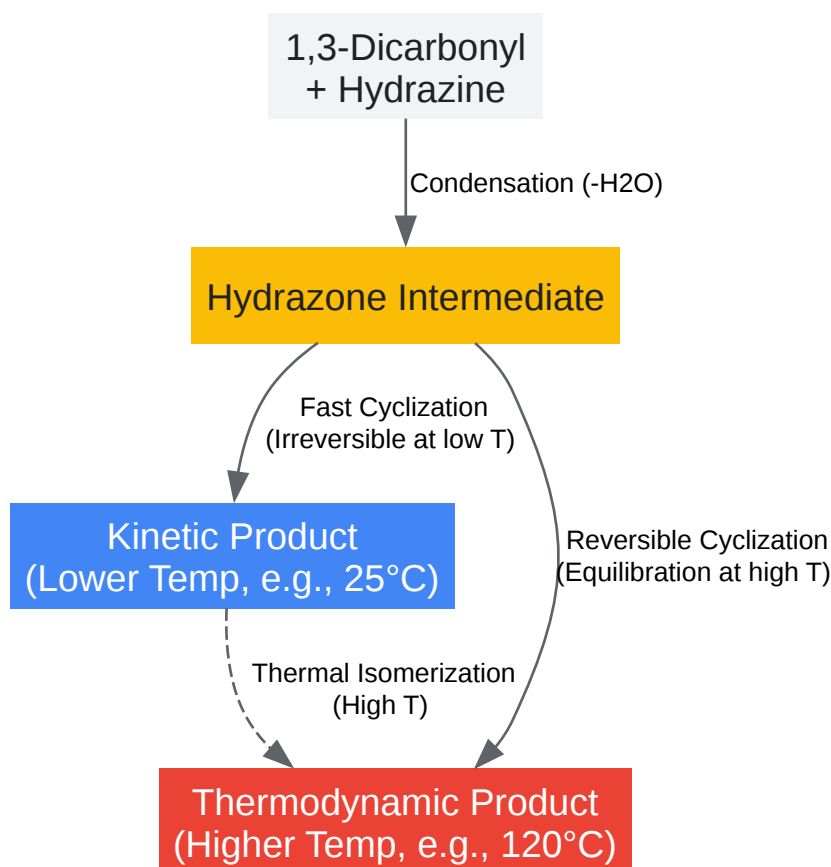 1,3-Dicarbonyl
+ Hydrazine
Condensation (-H2O)
Hydrazone Intermediate
Fast Cyclization
(Irreversible at low T)
Kinetic Product
(Lower Temp, e.g., 25°C)
Reversible Cyclization
(Equilibration at high T)
Thermal Isomerization
(High T)
Thermodynamic Product
(Higher Temp, e.g., 120°C)